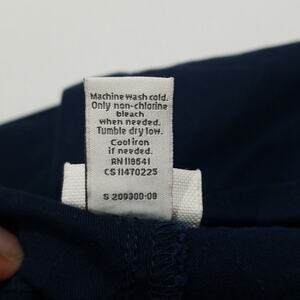 Machine wash cold.
Only non-chlorine
bleach
when needed.
Tumble dry low.
Cool iron
if needed.
RN 118641
CS 11470225
S 209300-08